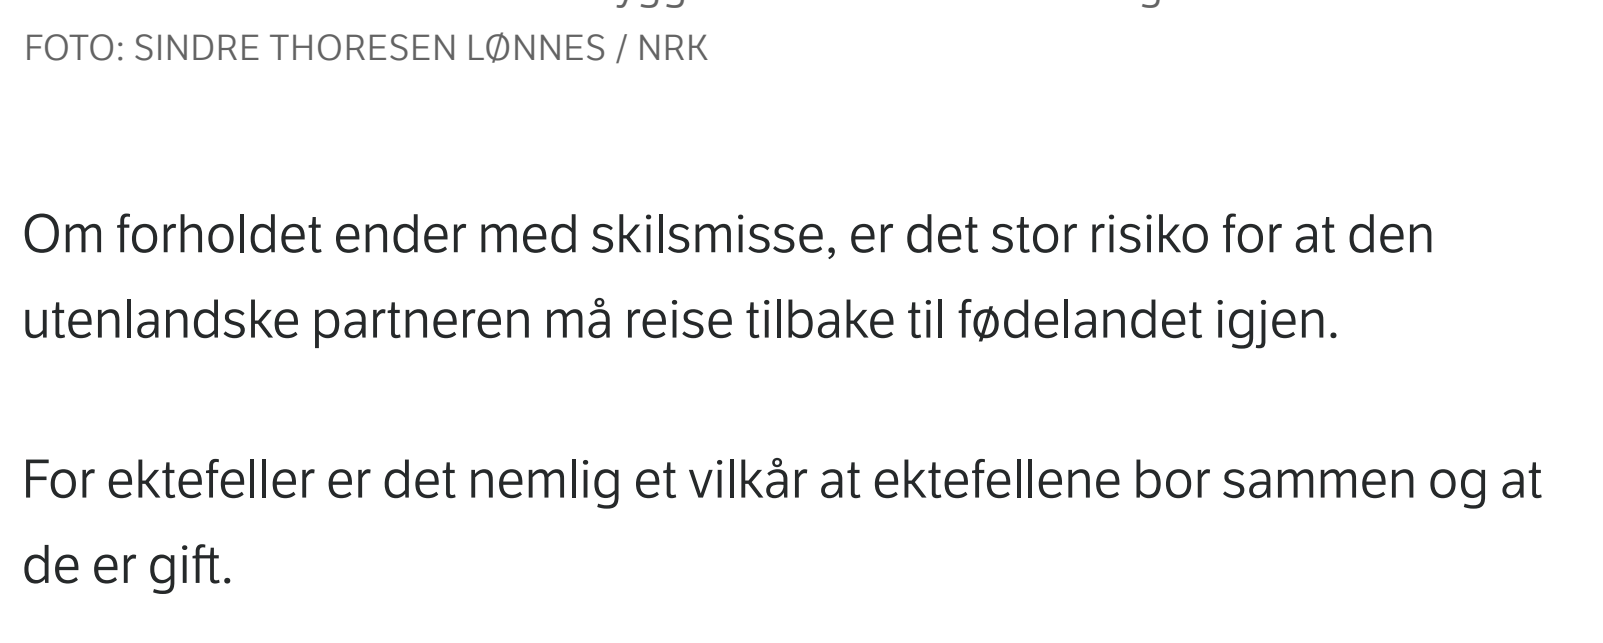 FOTO: SINDRE THORESEN LØNNES / NRK
Om forholdet ender med skilsmisse, er det stor risiko for at den
utenlandske partneren må reise tilbake til fødelandet igjen.
For ektefeller er det nemlig et vilkår at ektefellene bor sammen og at
de er gift.